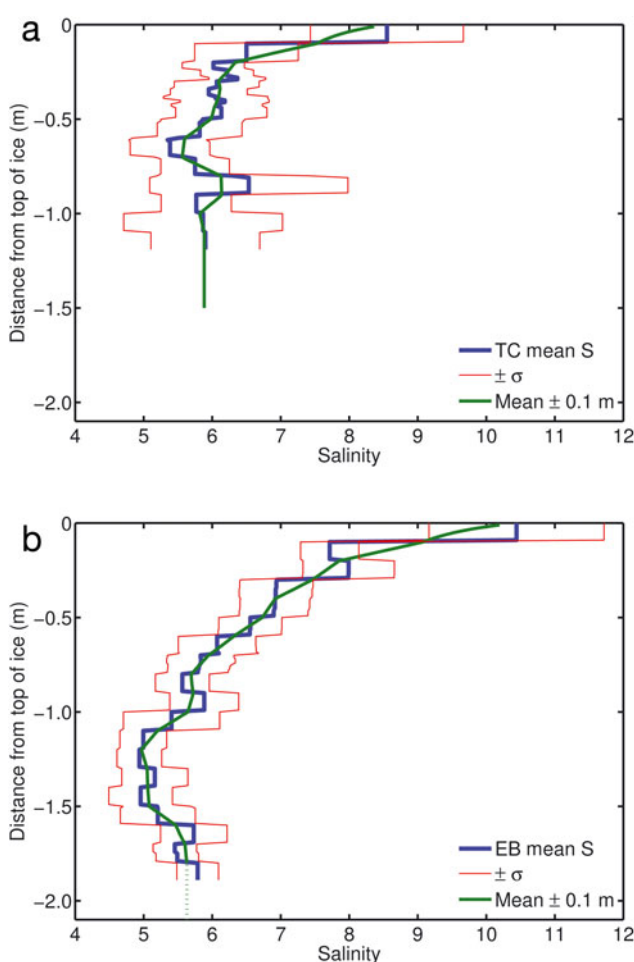 a
0
−0.5
−1.0
−1.5
−2.0
Distance from top of ice (m)
TC mean S
± σ
Mean ± 0.1 m
4 5 6 7 8 9 10 11 12
Salinity
b
0
−0.5
−1.0
−1.5
−2.0
Distance from top of ice (m)
EB mean S
± σ
Mean ± 0.1 m
4 5 6 7 8 9 10 11 12
Salinity